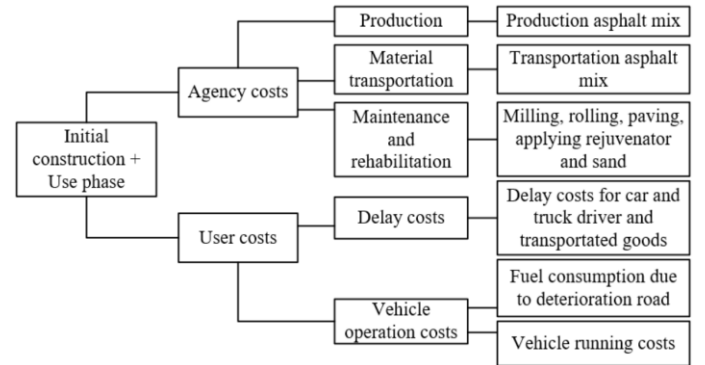 Initial
construction +
Use phase
Agency costs
User costs
Production
Material
transportation
Maintenance
and
rehabilitation
Delay costs
Vehicle
operation costs
Production asphalt mix
Transportation asphalt
mix
Milling, rolling, paving,
applying rejuvenator
and sand
Delay costs for car and
truck driver and
transportated goods
Fuel consumption due
to deterioration road
Vehicle running costs